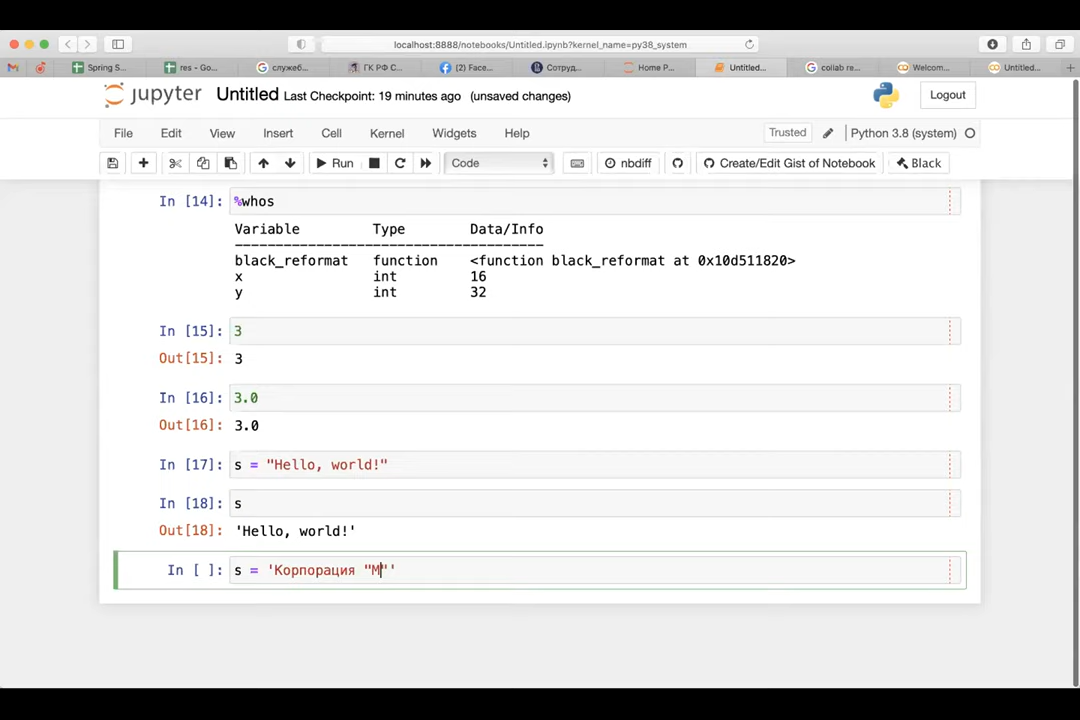 localhost:8888/notebooks/Untitled.ipynb?kernel_name=py38_system
Spring S...
res - Go...
служеб...
ГК РФ С...
(2) Face...
Сотруд...
Home P...
Untitled...
collab re...
Welcom...
Untitled...
jupyter Untitled Last Checkpoint: 19 minutes ago (unsaved changes)
Logout
File Edit View Insert Cell Kernel Widgets Help
Trusted Python 3.8 (system)
Run Code nbdiff Create/Edit Gist of Notebook Black
In [14]: %whos
Variable Type Data/Info
----------------------------------------
black_reformat function <function black_reformat at 0x10d511820>
x int 16
y int 32
In [15]: 3
Out[15]: 3
In [16]: 3.0
Out[16]: 3.0
In [17]: s = "Hello, world!"
In [18]: s
Out[18]: 'Hello, world!'
In [ ]: s = 'Корпорация "М"'